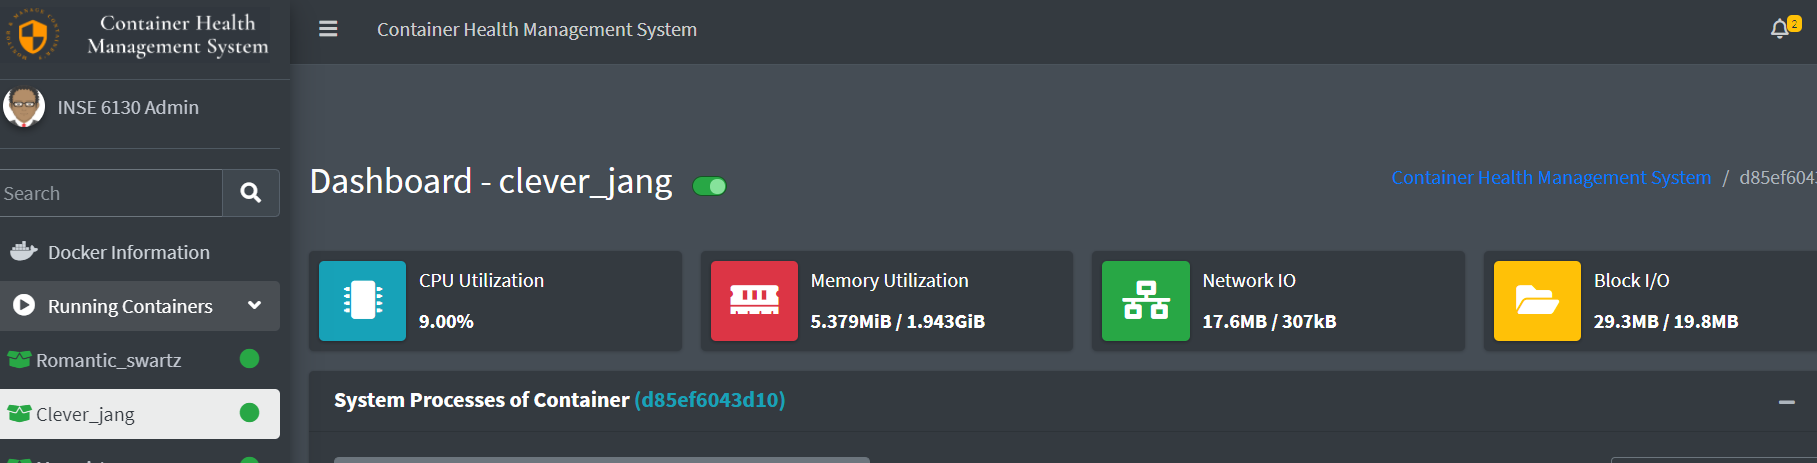 Container Health
Management System
Container Health Management System
2
INSE 6130 Admin
Search
Dashboard - clever_jang
Container Health Management System / d85ef604
Docker Information
Running Containers
Romantic_swartz
Clever_jang
CPU Utilization
9.00%
Memory Utilization
5.379MiB / 1.943GiB
Network IO
17.6MB / 307kB
Block I/O
29.3MB / 19.8MB
System Processes of Container (d85ef6043d10)